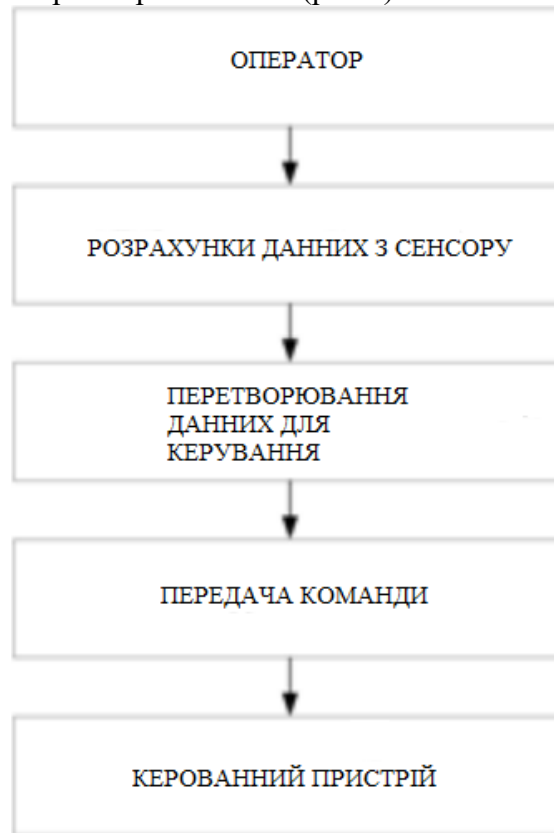 ОПЕРАТОР
РОЗРАХУНКИ ДАННИХ З СЕНСОРУ
ПЕРЕТВОРЮВАННЯ
ДАННИХ ДЛЯ
КЕРУВАННЯ
ПЕРЕДАЧА КОМАНДИ
КЕРОВАННИЙ ПРИСТРІЙ